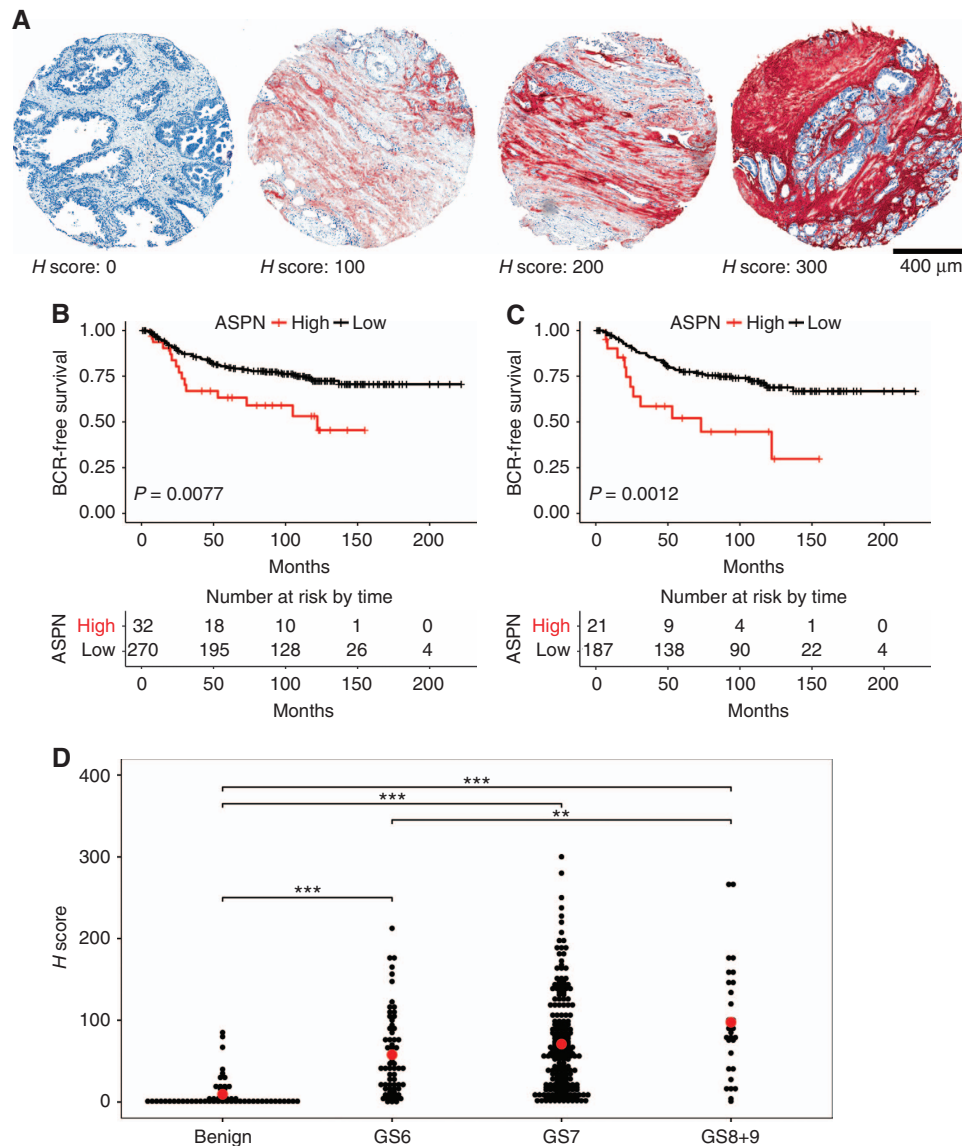 A
H score: 0 H score: 100 H score: 200 H score: 300 400 μm
B
ASPN High Low
BCR-free survival
1.00
0.75
0.50
0.25
0.00
P = 0.0077
0 50 100 150 200
Months
Number at risk by time
ASPN
High 32 18 10 1 0
Low 270 195 128 26 4
0 50 100 150 200
Months
C
ASPN High Low
BCR-free survival
1.00
0.75
0.50
0.25
0.00
P = 0.0012
0 50 100 150 200
Months
Number at risk by time
ASPN
High 21 9 4 1 0
Low 187 138 90 22 4
0 50 100 150 200
Months
D
H score
400
300
200
100
0
***
***
**
***
Benign GS6 GS7 GS8+9